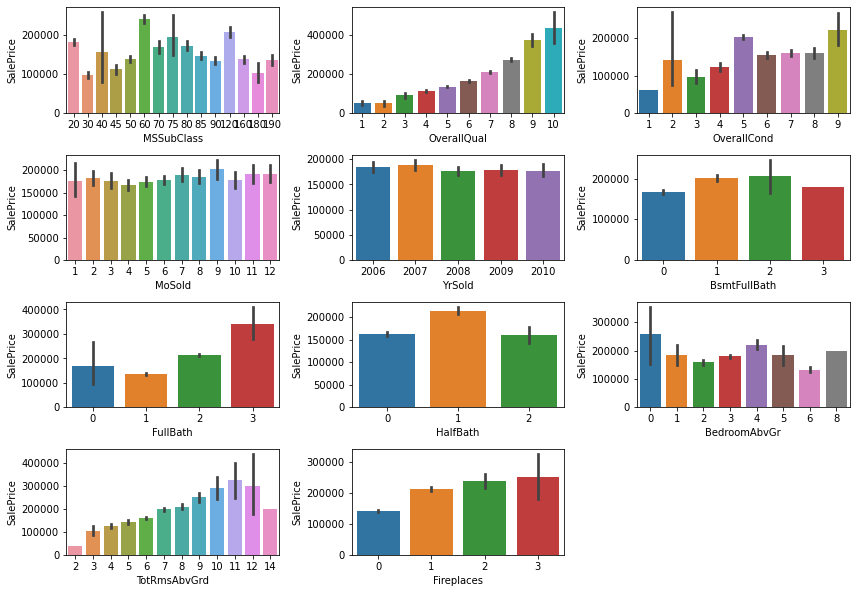 SalePrice
200000
100000
0
20 30 40 45 50 60 70 75 80 85 90 120 160 180 190
MSSubClass
SalePrice
400000
200000
0
1 2 3 4 5 6 7 8 9 10
OverallQual
SalePrice
200000
100000
0
1 2 3 4 5 6 7 8 9
OverallCond
SalePrice
200000
150000
100000
50000
0
1 2 3 4 5 6 7 8 9 10 11 12
MoSold
SalePrice
200000
150000
100000
50000
0
2006 2007 2008 2009 2010
YrSold
SalePrice
200000
100000
0
0 1 2 3
BsmtFullBath
SalePrice
400000
300000
200000
100000
0
0 1 2 3
FullBath
SalePrice
200000
150000
100000
50000
0
0 1 2
HalfBath
SalePrice
300000
200000
100000
0
0 1 2 3 4 5 6 8
BedroomAbvGr
SalePrice
400000
300000
200000
100000
0
2 3 4 5 6 7 8 9 10 11 12 14
TotRmsAbvGrd
SalePrice
300000
200000
100000
0
0 1 2 3
Fireplaces